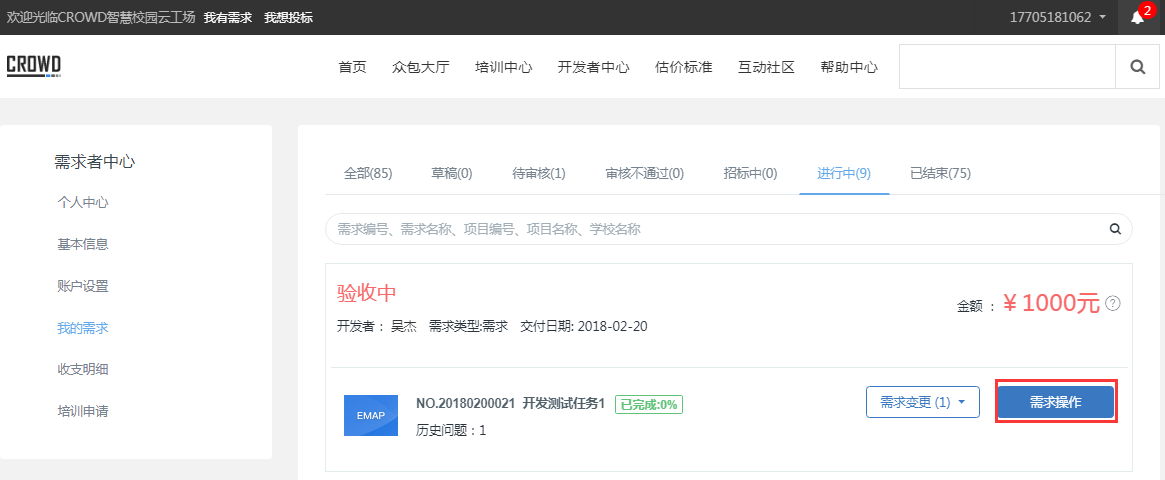 欢迎光临CROWD智慧校园云工场 我有需求 我想投标 17705181062 2
CROWD 首页 众包大厅 培训中心 开发者中心 估价标准 互动社区 帮助中心
需求者中心
个人中心
基本信息
账户设置
我的需求
收支明细
培训申请
全部(85) 草稿(0) 待审核(1) 审核不通过(0) 招标中(0) 进行中(9) 已结束(75)
需求编号、需求名称、项目编号、项目名称、学校名称
验收中
金额 ： ¥1000元 ?
开发者： 吴杰 需求类型:需求 交付日期: 2018-02-20
EMAP
NO.20180200021 开发测试任务1 已完成:0%
历史问题：1
需求变更 (1) 需求操作